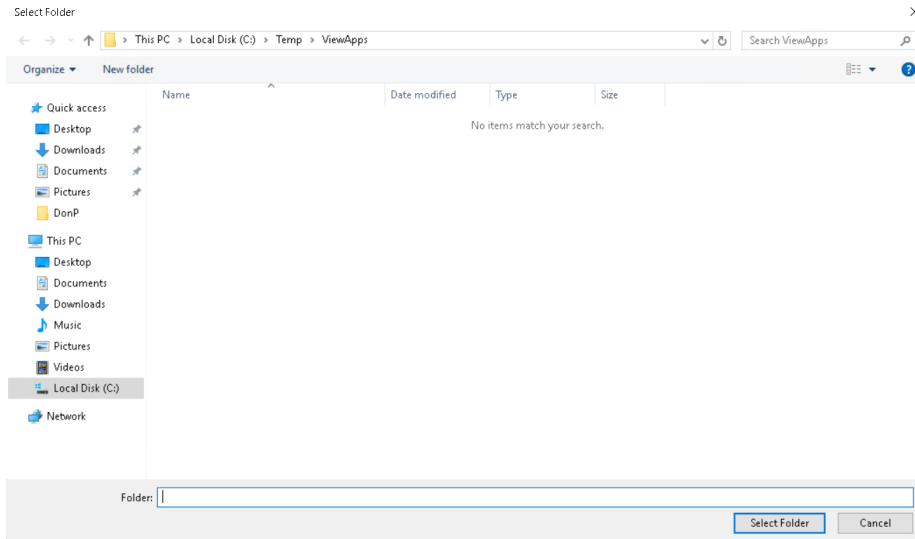 Select Folder
This PC > Local Disk (C:) > Temp > ViewApps
Search ViewApps
Organize
New folder
Name
Date modified
Type
Size
No items match your search.
Quick access
Desktop
Downloads
Documents
Pictures
DonP
This PC
Desktop
Documents
Downloads
Music
Pictures
Videos
Local Disk (C:)
Network
Folder:
Select Folder
Cancel